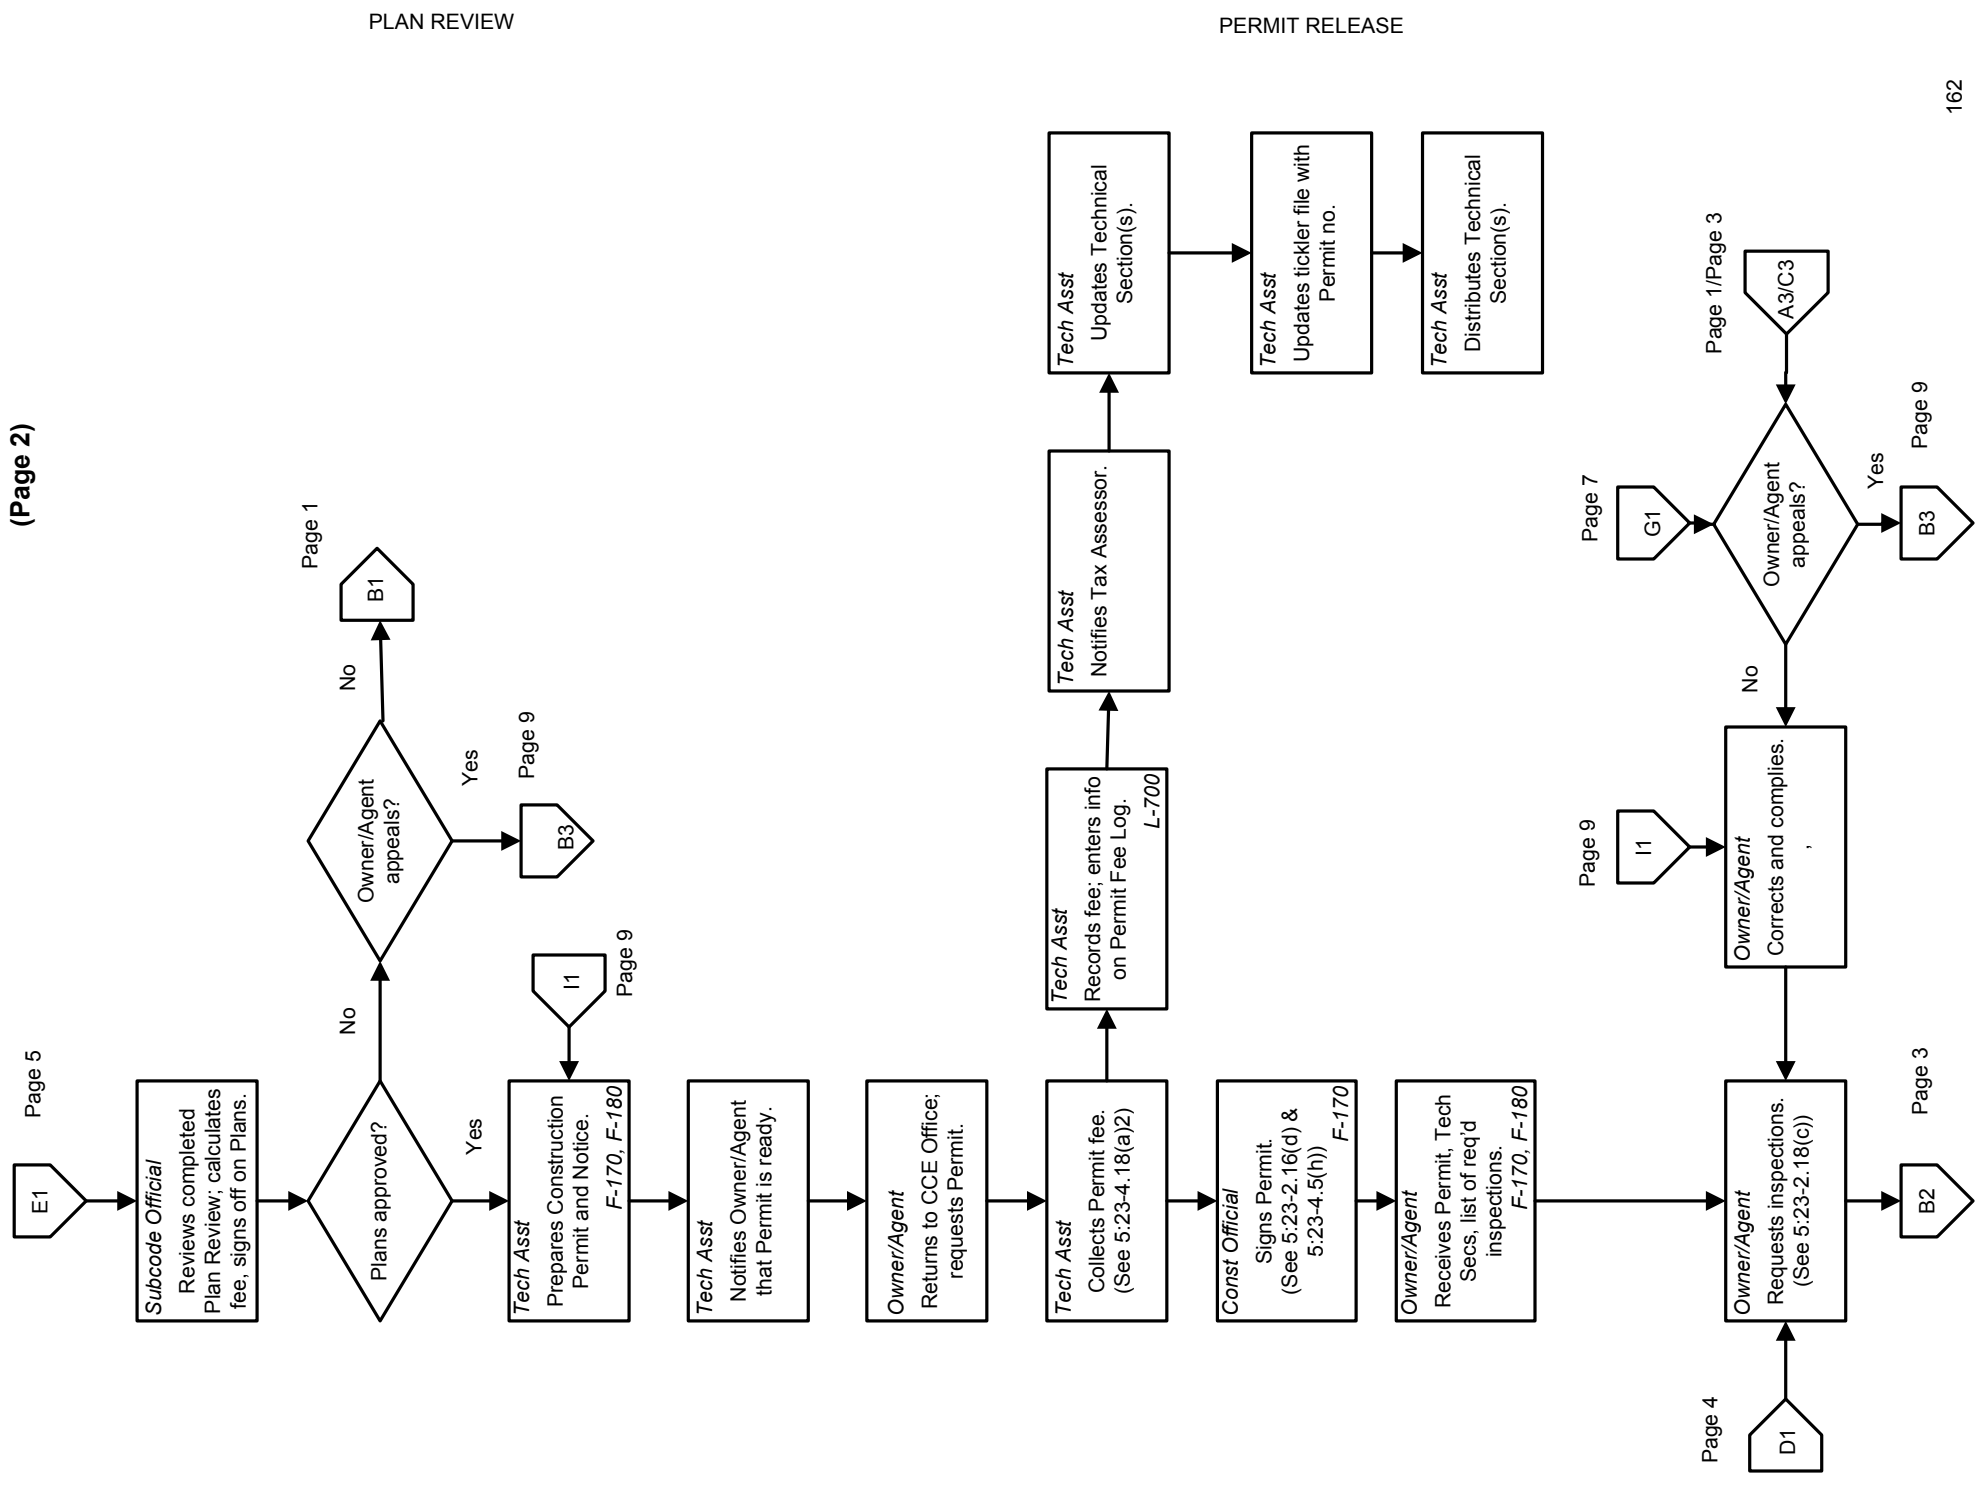 PLAN REVIEW
PERMIT RELEASE
(Page 2)
Page 5
E1
Subcode Official
Reviews completed
Plan Review; calculates
fee, signs off on Plans.
Plans approved?
No
Owner/Agent
appeals?
No
Page 1
B1
Yes
Page 9
B3
Yes
I1
Page 9
Tech Asst
Prepares Construction
Permit and Notice.
F-170, F-180
Tech Asst
Notifies Owner/Agent
that Permit is ready.
Owner/Agent
Returns to CCE Office;
requests Permit.
Tech Asst
Collects Permit fee.
(See 5:23-4.18(a)2)
Tech Asst
Records fee; enters info
on Permit Fee Log.
L-700
Tech Asst
Notifies Tax Assessor.
Tech Asst
Updates Technical
Section(s).
Tech Asst
Updates tickler file with
Permit no.
Tech Asst
Distributes Technical
Section(s).
Const Official
Signs Permit.
(See 5:23-2.16(d) &
5:23-4.5(h))
F-170
Owner/Agent
Receives Permit, Tech
Secs, list of req'd
inspections.
F-170, F-180
Page 4
D1
Owner/Agent
Requests inspections.
(See 5:23-2.18(c))
Page 3
B2
Page 9
I1
Owner/Agent
Corrects and complies.
,
No
Page 7
G1
Owner/Agent
appeals?
Page 1/Page 3
A3/C3
Yes
Page 9
B3
162